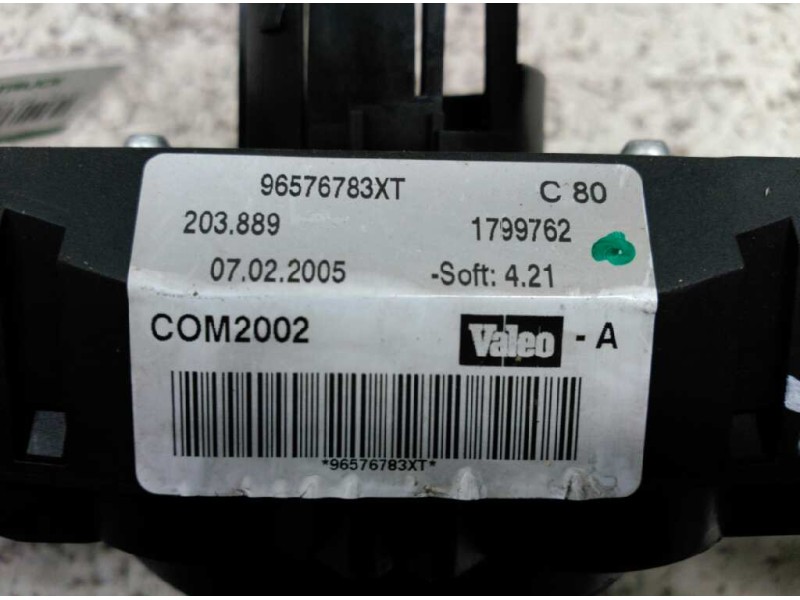 96576783XT C 80
203.889 1799762
07.02.2005 -Soft: 4.21
COM2002 Valeo - A
*96576783XT*